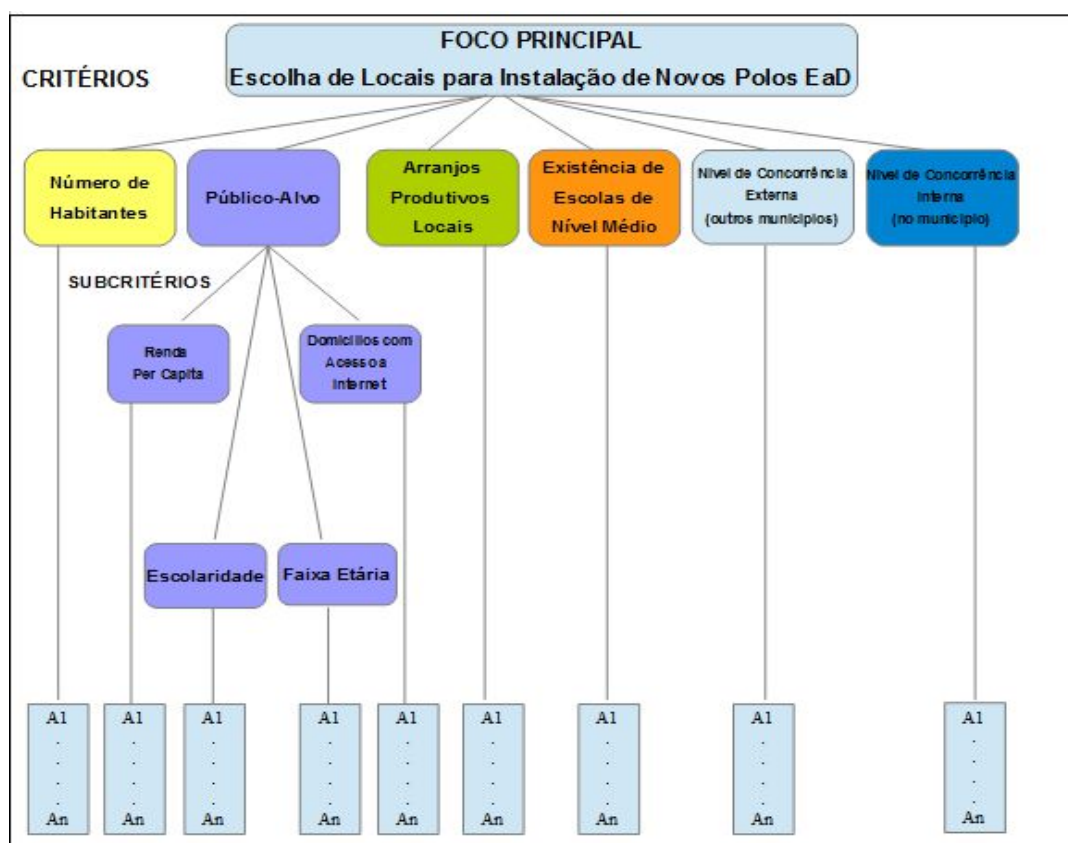 FOCO PRINCIPAL
Escolha de Locais para Instalação de Novos Polos EaD
CRITÉRIOS
Número de
Habitantes
Público-Alvo
Arranjos
Produtivos
Locais
Existência de
Escolas de
Nível Médio
Nível de Concorrência
Externa
(outros municípios)
Nível de Concorrência
Interna
(no município)
SUBCRITÉRIOS
Renda
Per Capita
Domicílios com
Acesso a
Internet
Escolaridade
Faixa Etária
A1
.
.
.
.
An
A1
.
.
.
.
An
A1
.
.
.
.
An
A1
.
.
.
.
An
A1
.
.
.
.
An
A1
.
.
.
.
An
A1
.
.
.
.
An
A1
.
.
.
.
An
A1
.
.
.
.
An